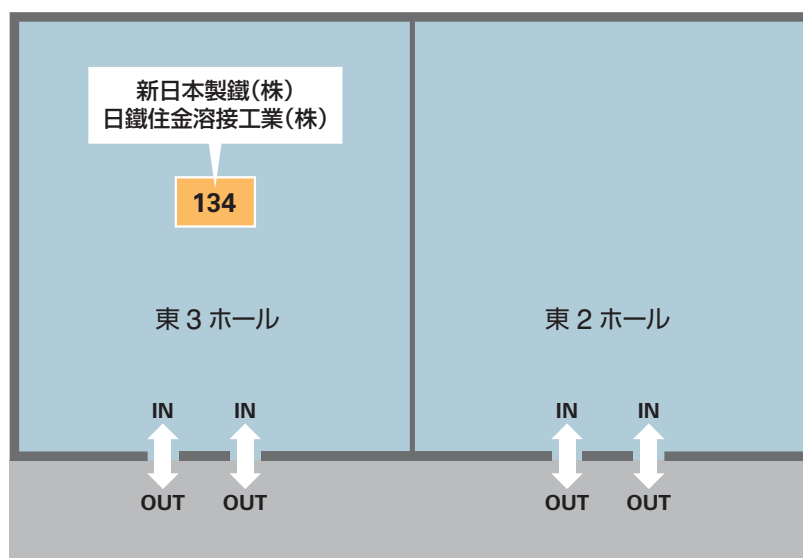 新日本製鐵(株)
日鐵住金溶接工業(株)
134
東 3 ホール
東 2 ホール
IN IN IN IN
OUT OUT OUT OUT